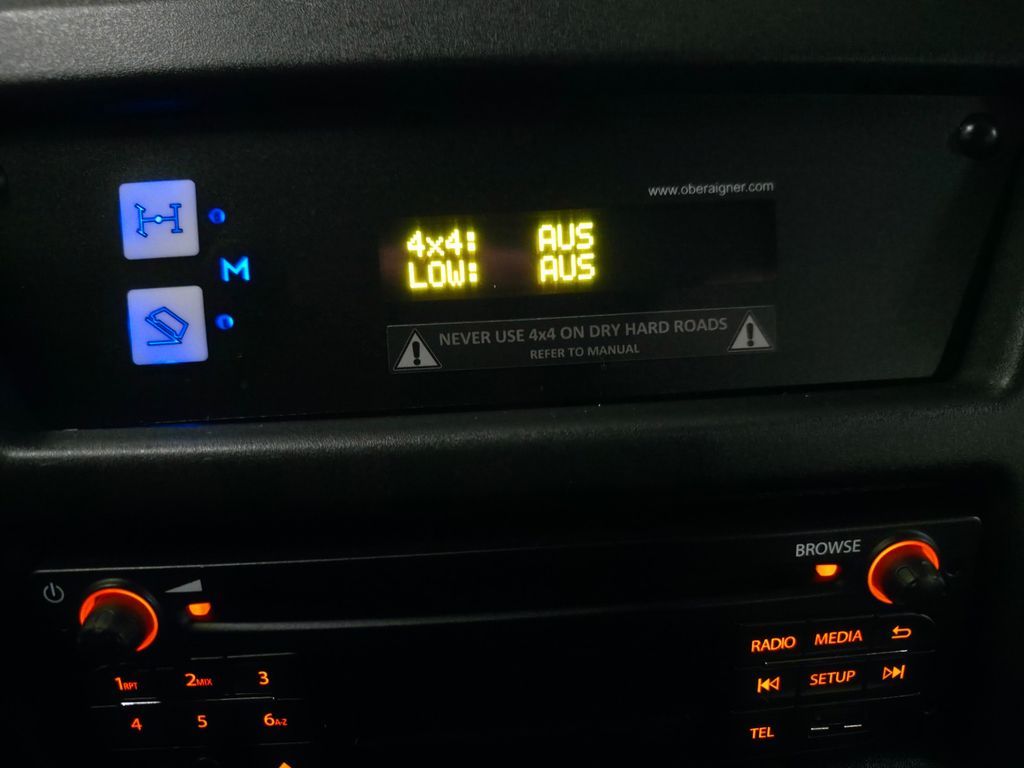 www.oberaigner.com
4x4: AUS
LOW: AUS
M
NEVER USE 4x4 ON DRY HARD ROADS
REFER TO MANUAL
BROWSE
RADIO MEDIA
SETUP
TEL
1RPT 2MIX 3
4 5 6A-Z